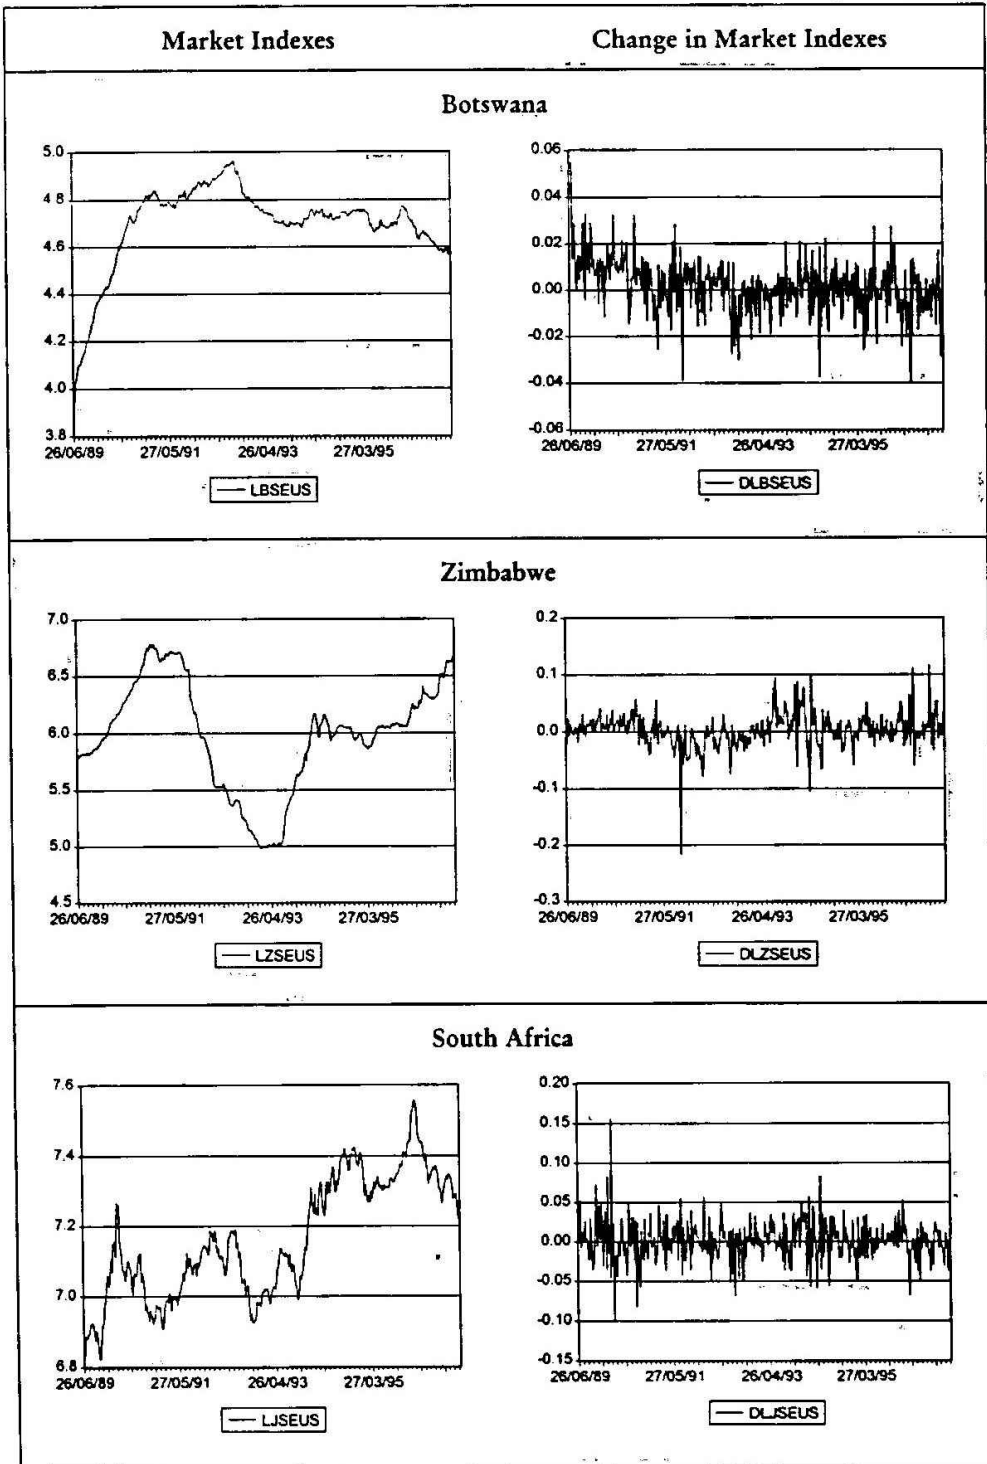 Market Indexes
Change in Market Indexes
Botswana
5.0
4.8
4.6
4.4
4.2
4.0
3.8
26/06/89 27/05/91 26/04/93 27/03/95
LBSEUS
0.06
0.04
0.02
0.00
-0.02
-0.04
-0.06
26/06/89 27/05/91 26/04/93 27/03/95
DLBSEUS
Zimbabwe
7.0
6.5
6.0
5.5
5.0
4.5
26/06/89 27/05/91 26/04/93 27/03/95
LZSEUS
0.2
0.1
0.0
-0.1
-0.2
-0.3
26/06/89 27/05/91 26/04/93 27/03/95
DLZSEUS
South Africa
7.6
7.4
7.2
7.0
6.8
26/06/89 27/05/91 26/04/93 27/03/95
LJSEUS
0.20
0.15
0.10
0.05
0.00
-0.05
-0.10
-0.15
26/06/89 27/05/91 26/04/93 27/03/95
DLJSEUS